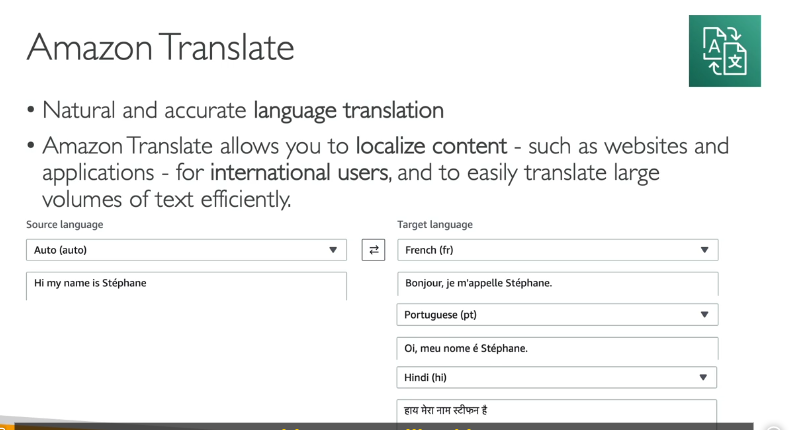 Amazon Translate
A
文
• Natural and accurate language translation
• Amazon Translate allows you to localize content - such as websites and
applications - for international users, and to easily translate large
volumes of text efficiently.
Source language
Target language
Auto (auto)
French (fr)
Hi my name is Stéphane
Bonjour, je m'appelle Stéphane.
Portuguese (pt)
Oi, meu nome é Stéphane.
Hindi (hi)
हाय मेरा नाम स्टीफन है